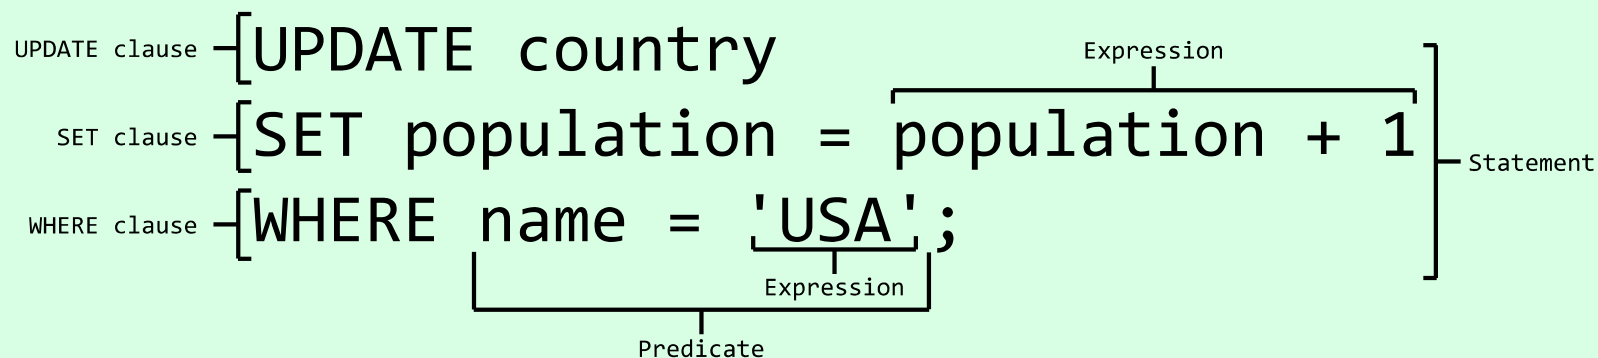 UPDATE clause
UPDATE country
Expression
SET clause
SET population = population + 1
Statement
WHERE clause
WHERE name = 'USA';
Expression
Predicate